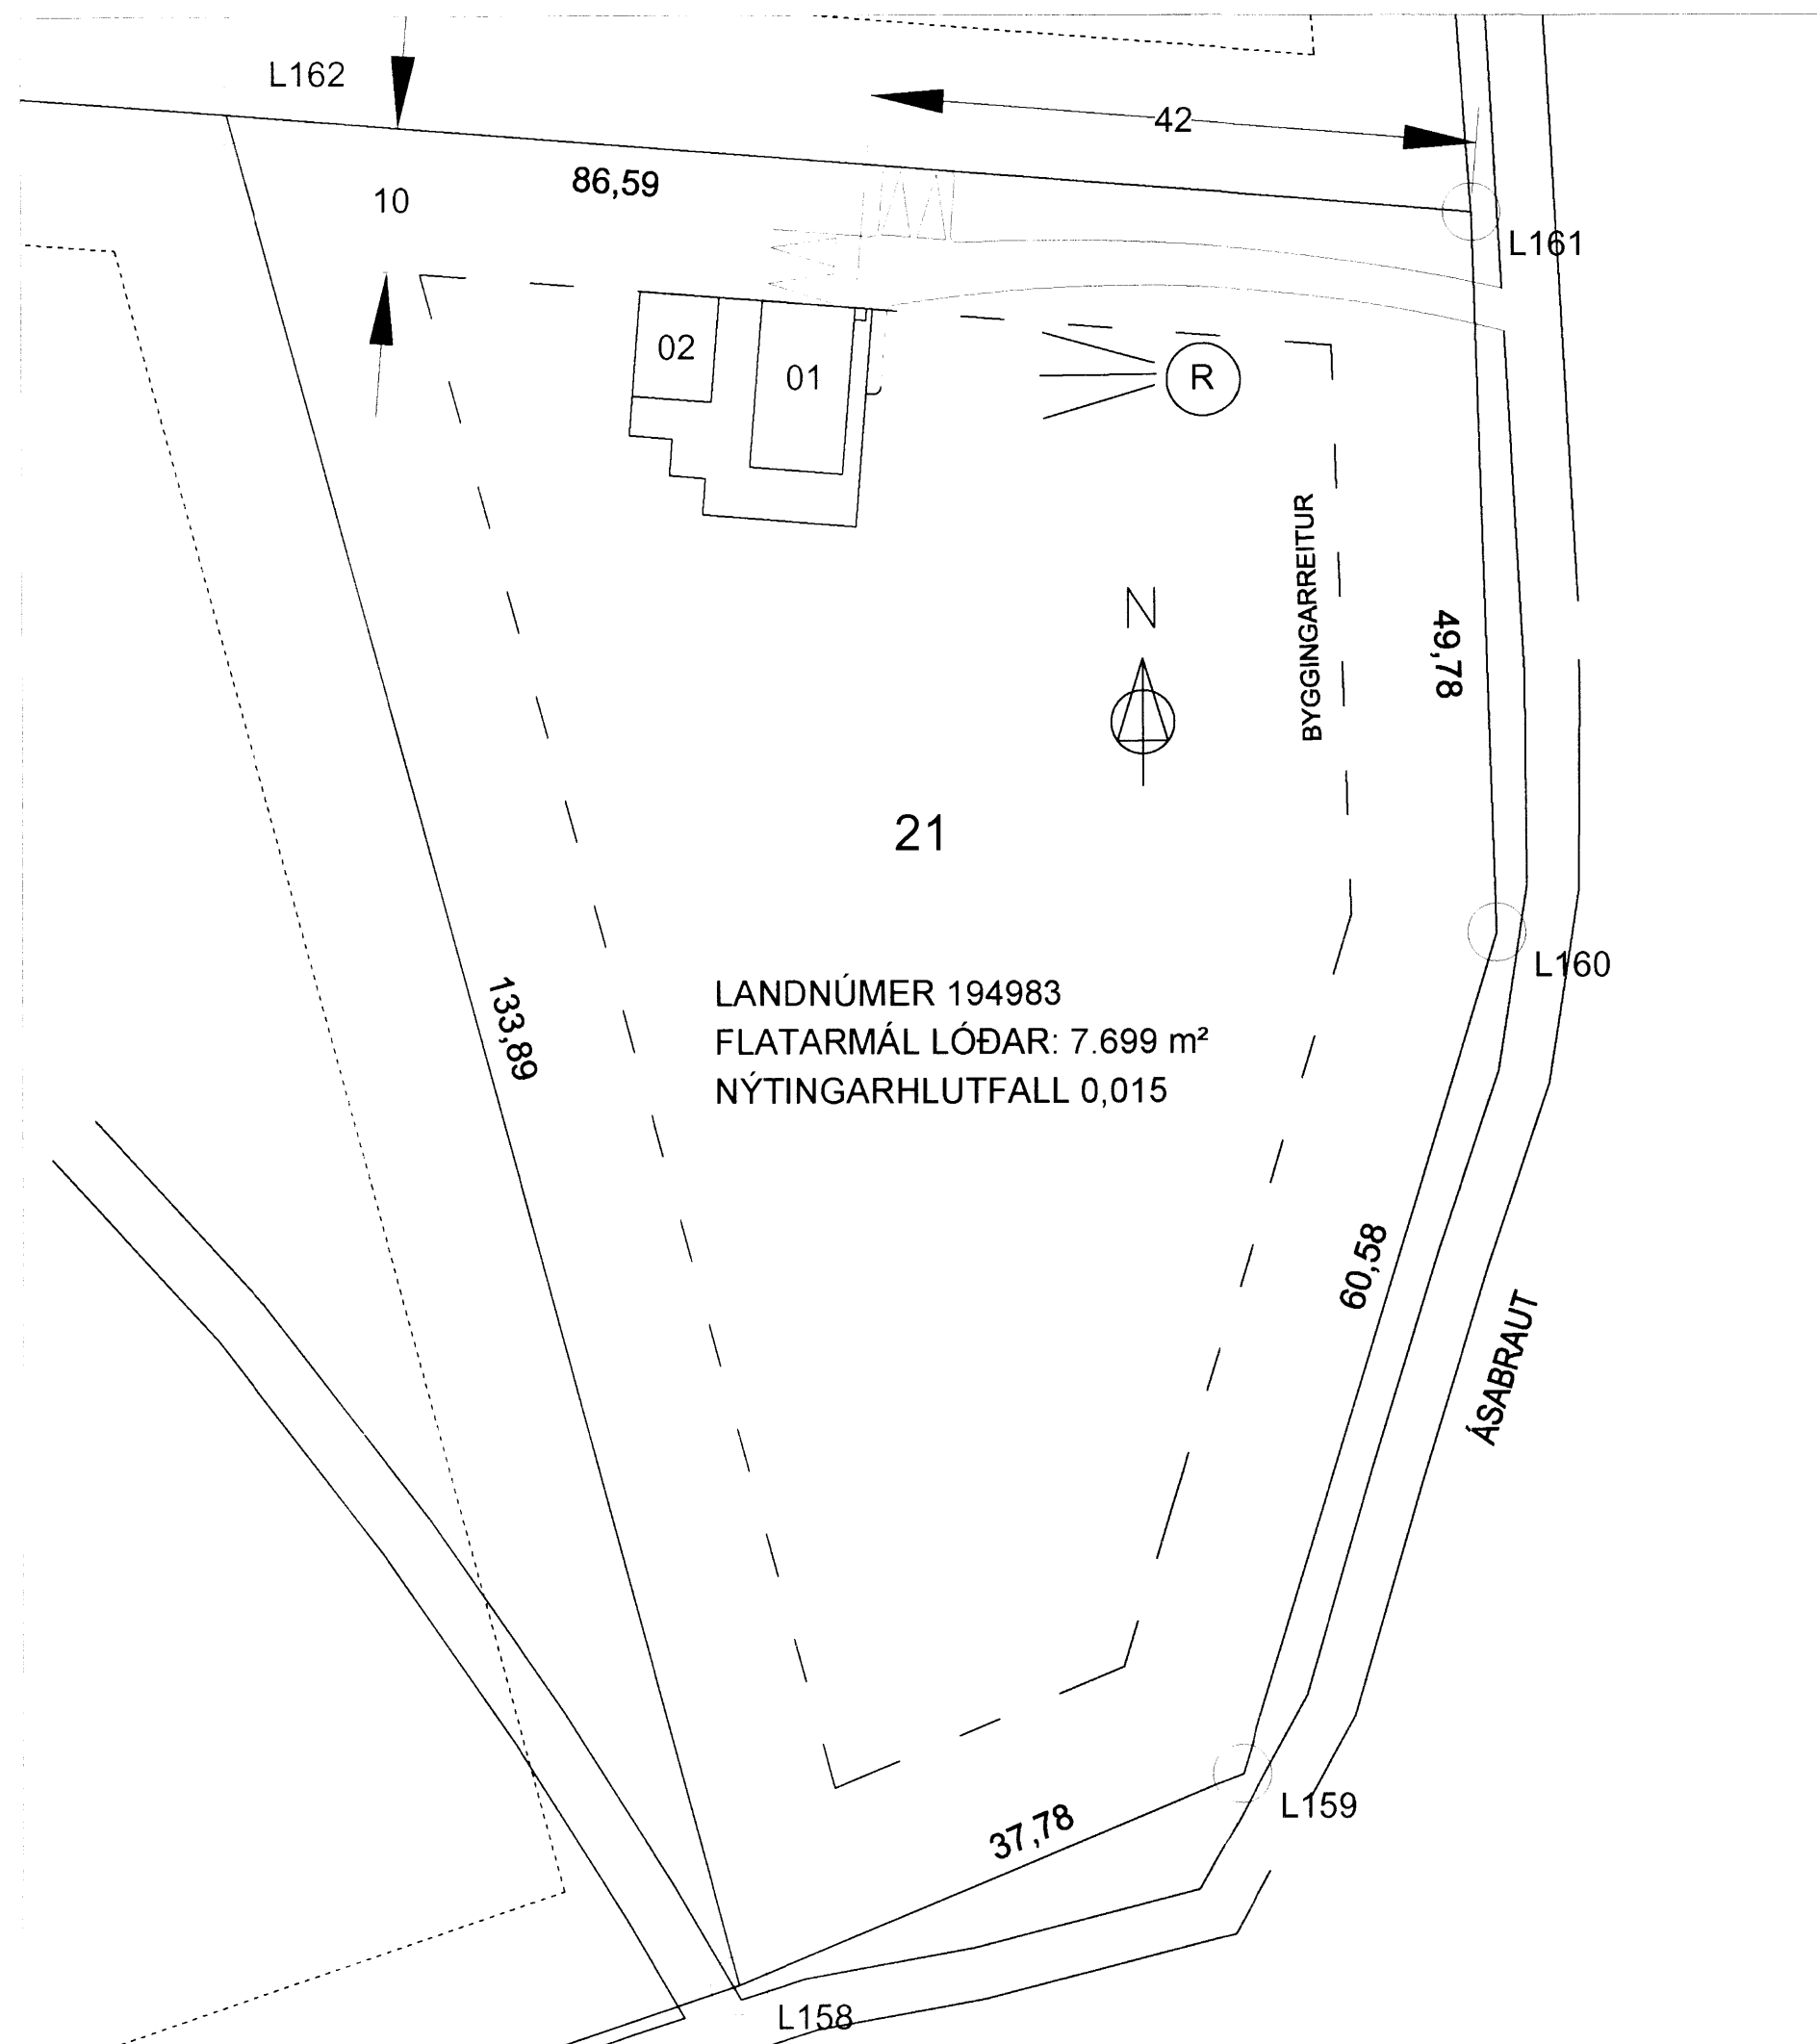 L162
42
86,59
10
L161
02
01
R
BYGGINGARREITUR
N
49,78
21
L160
133,89
LANDNÚMER 194983
FLATARMÁL LÓÐAR: 7.699 m²
NÝTINGARHLUTFALL 0,015
60,58
ÁSABRAUT
L159
37,78
L158